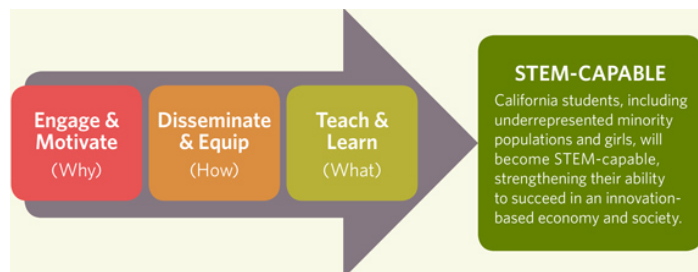 Engage &
Motivate
(Why)
Disseminate
& Equip
(How)
Teach &
Learn
(What)
STEM-CAPABLE
California students, including
underrepresented minority
populations and girls, will
become STEM-capable,
strengthening their ability
to succeed in an innovation-
based economy and society.